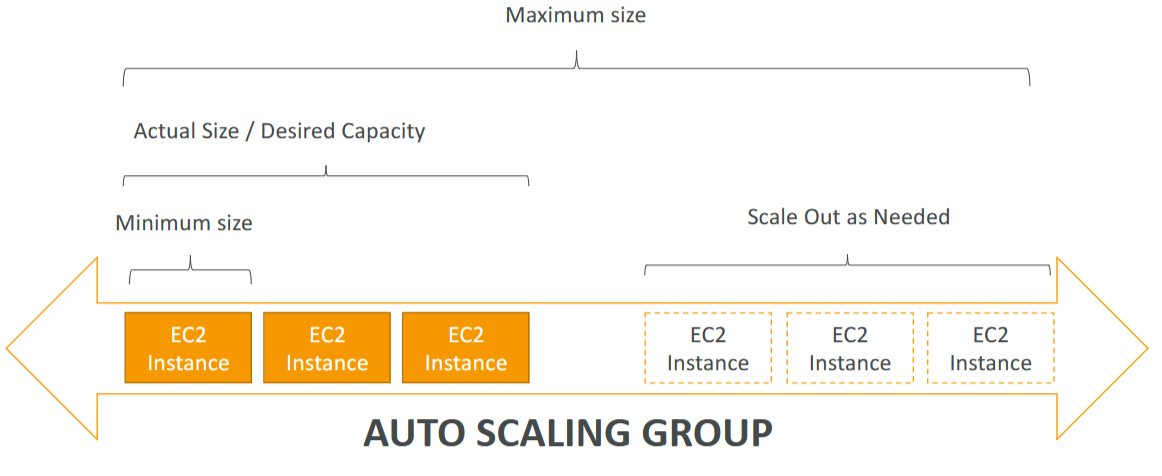 Maximum size
Actual Size / Desired Capacity
Minimum size
Scale Out as Needed
EC2
Instance
EC2
Instance
EC2
Instance
EC2
Instance
EC2
Instance
EC2
Instance
AUTO SCALING GROUP